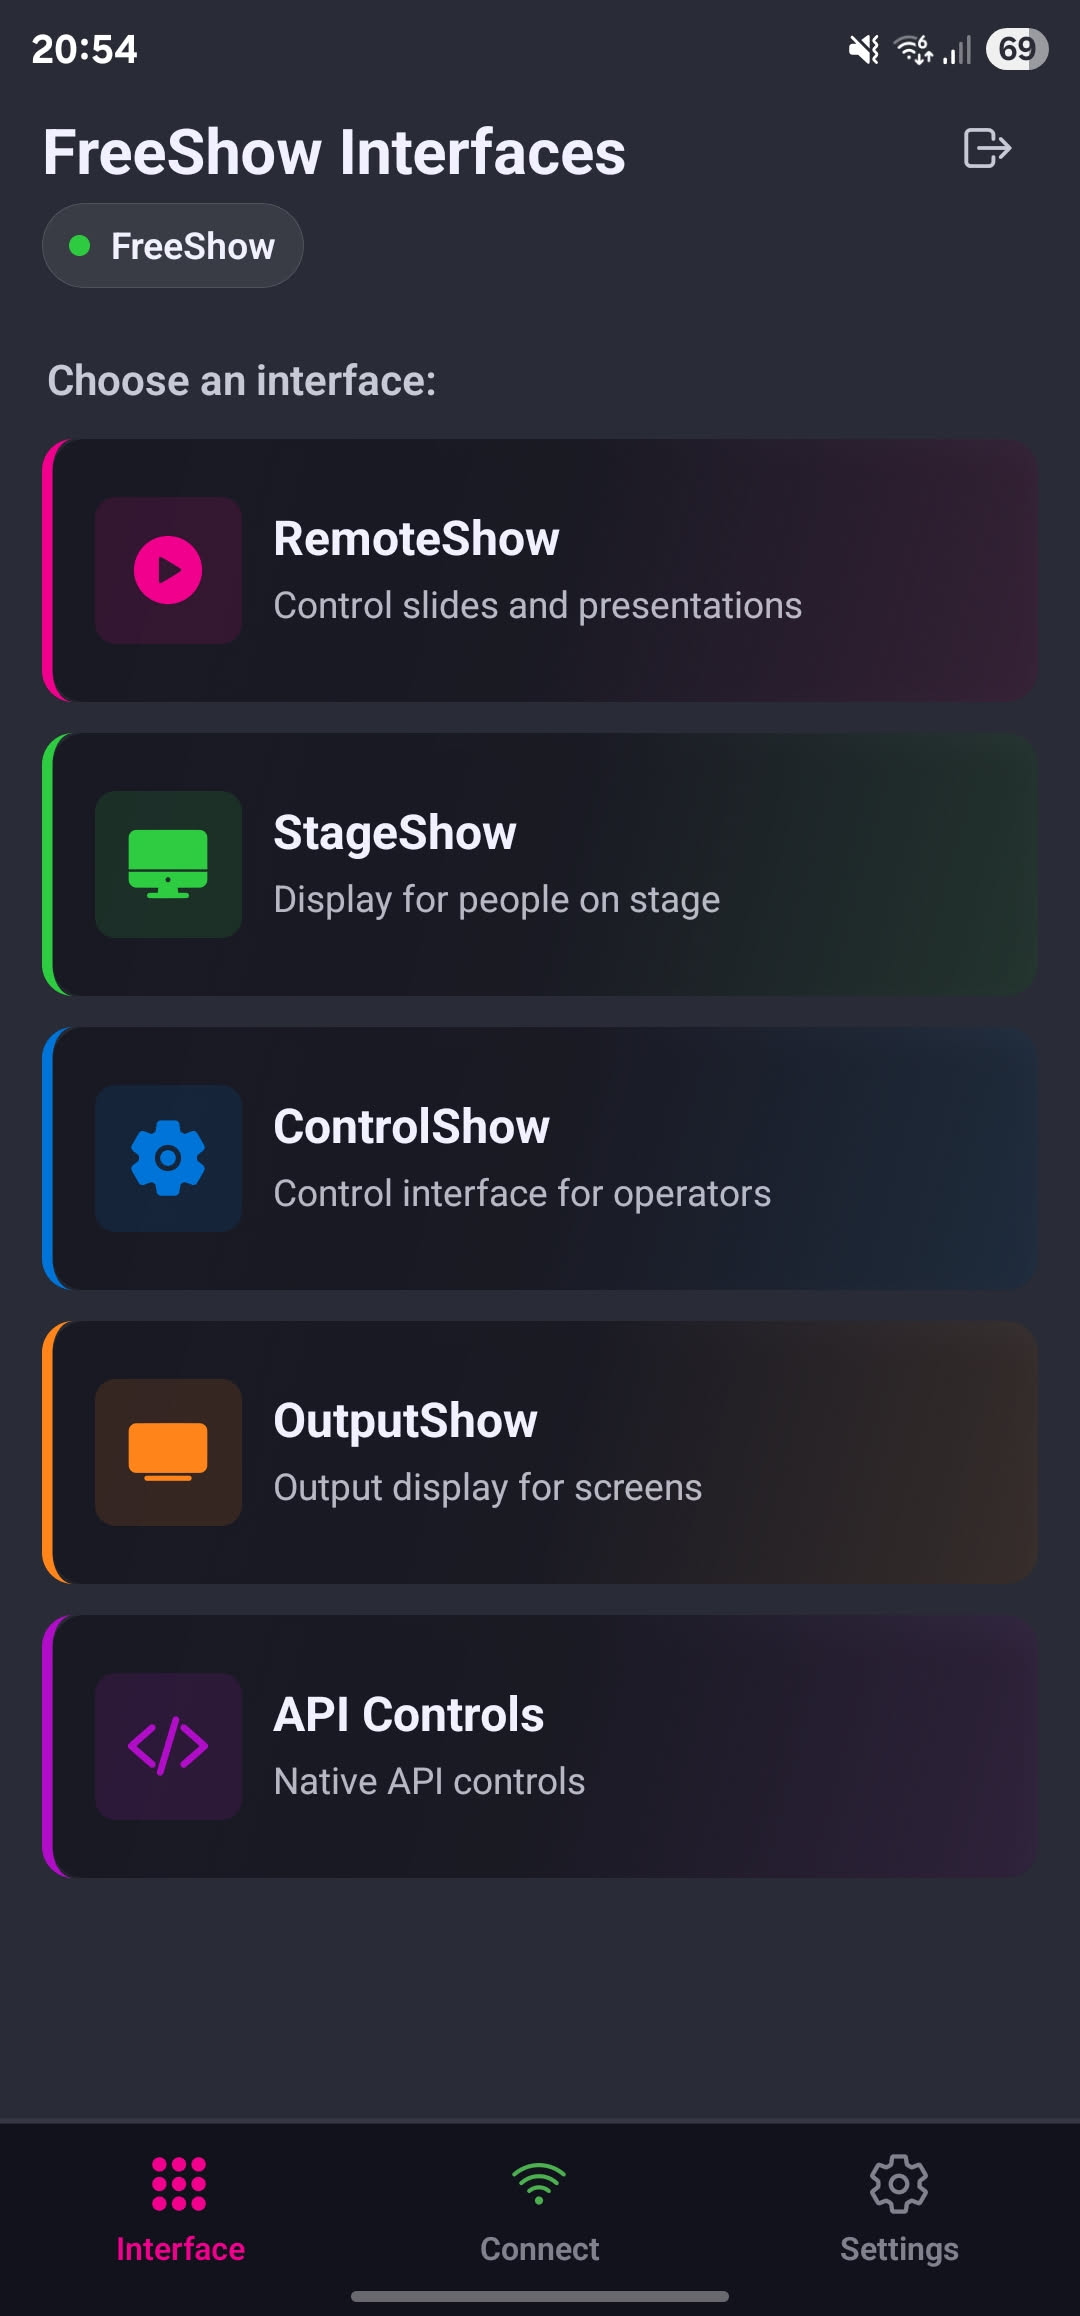 20:54
6
69
FreeShow Interfaces
FreeShow
Choose an interface:
RemoteShow
Control slides and presentations
StageShow
Display for people on stage
ControlShow
Control interface for operators
OutputShow
Output display for screens
API Controls
Native API controls
Interface
Connect
Settings